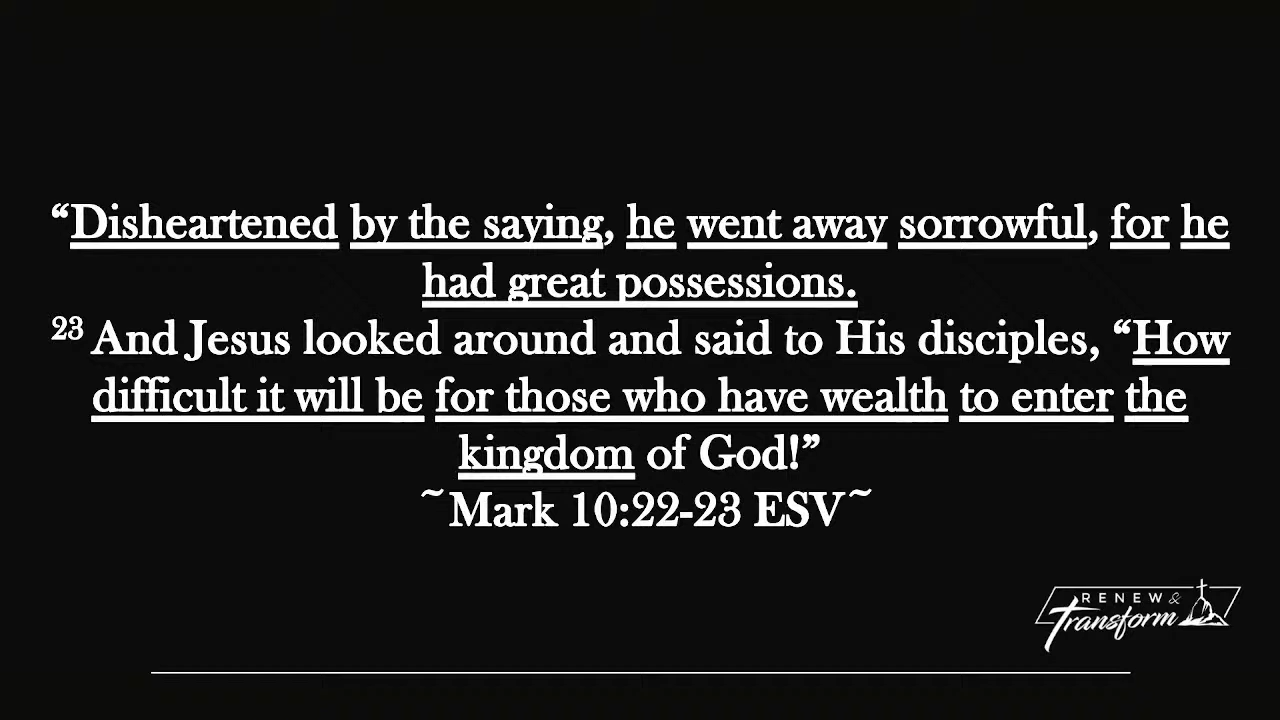 “Disheartened by the saying, he went away sorrowful, for he
had great possessions.
23 And Jesus looked around and said to His disciples, “How
difficult it will be for those who have wealth to enter the
kingdom of God!”
~Mark 10:22-23 ESV~
RENEW &
Transform